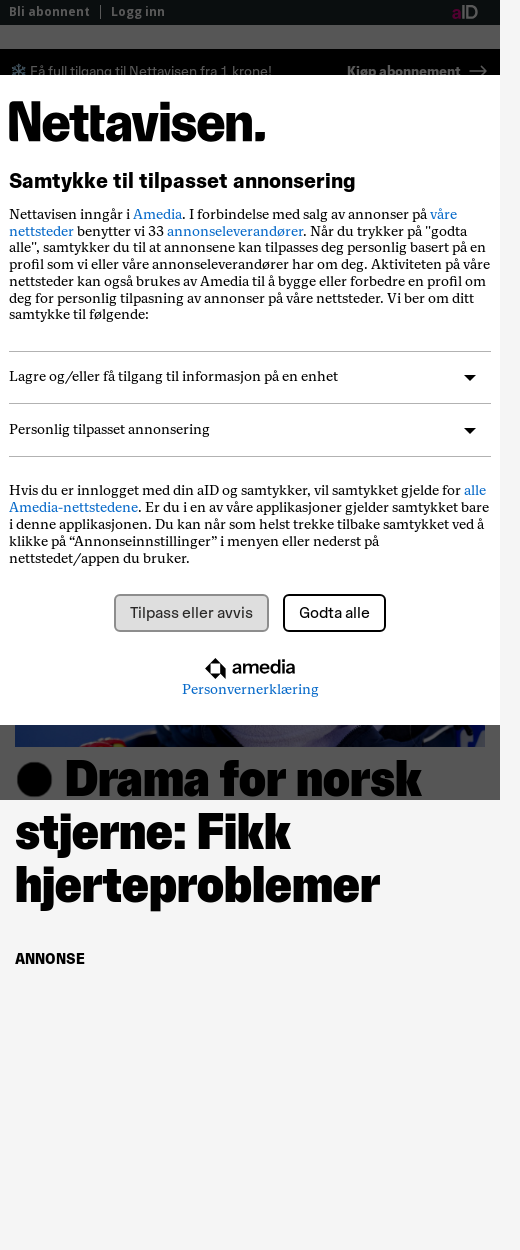 Bli abonnent | Logg inn aID
Få full tilgang til Nettavisen fra 1 krone! Kjøp abonnement →
Nettavisen.
Samtykke til tilpasset annonsering
Nettavisen inngår i Amedia. I forbindelse med salg av annonser på våre
nettsteder benytter vi 33 annonseleverandører. Når du trykker på "godta
alle", samtykker du til at annonsene kan tilpasses deg personlig basert på en
profil som vi eller våre annonseleverandører har om deg. Aktiviteten på våre
nettsteder kan også brukes av Amedia til å bygge eller forbedre en profil om
deg for personlig tilpasning av annonser på våre nettsteder. Vi ber om ditt
samtykke til følgende:
Lagre og/eller få tilgang til informasjon på en enhet
Personlig tilpasset annonsering
Hvis du er innlogget med din aID og samtykker, vil samtykket gjelde for alle
Amedia-nettstedene. Er du i en av våre applikasjoner gjelder samtykket bare
i denne applikasjonen. Du kan når som helst trekke tilbake samtykket ved å
klikke på “Annonseinnstillinger” i menyen eller nederst på
nettstedet/appen du bruker.
Tilpass eller avvis Godta alle
amedia
Personvernerklæring
Drama for norsk
stjerne: Fikk
hjerteproblemer
ANNONSE